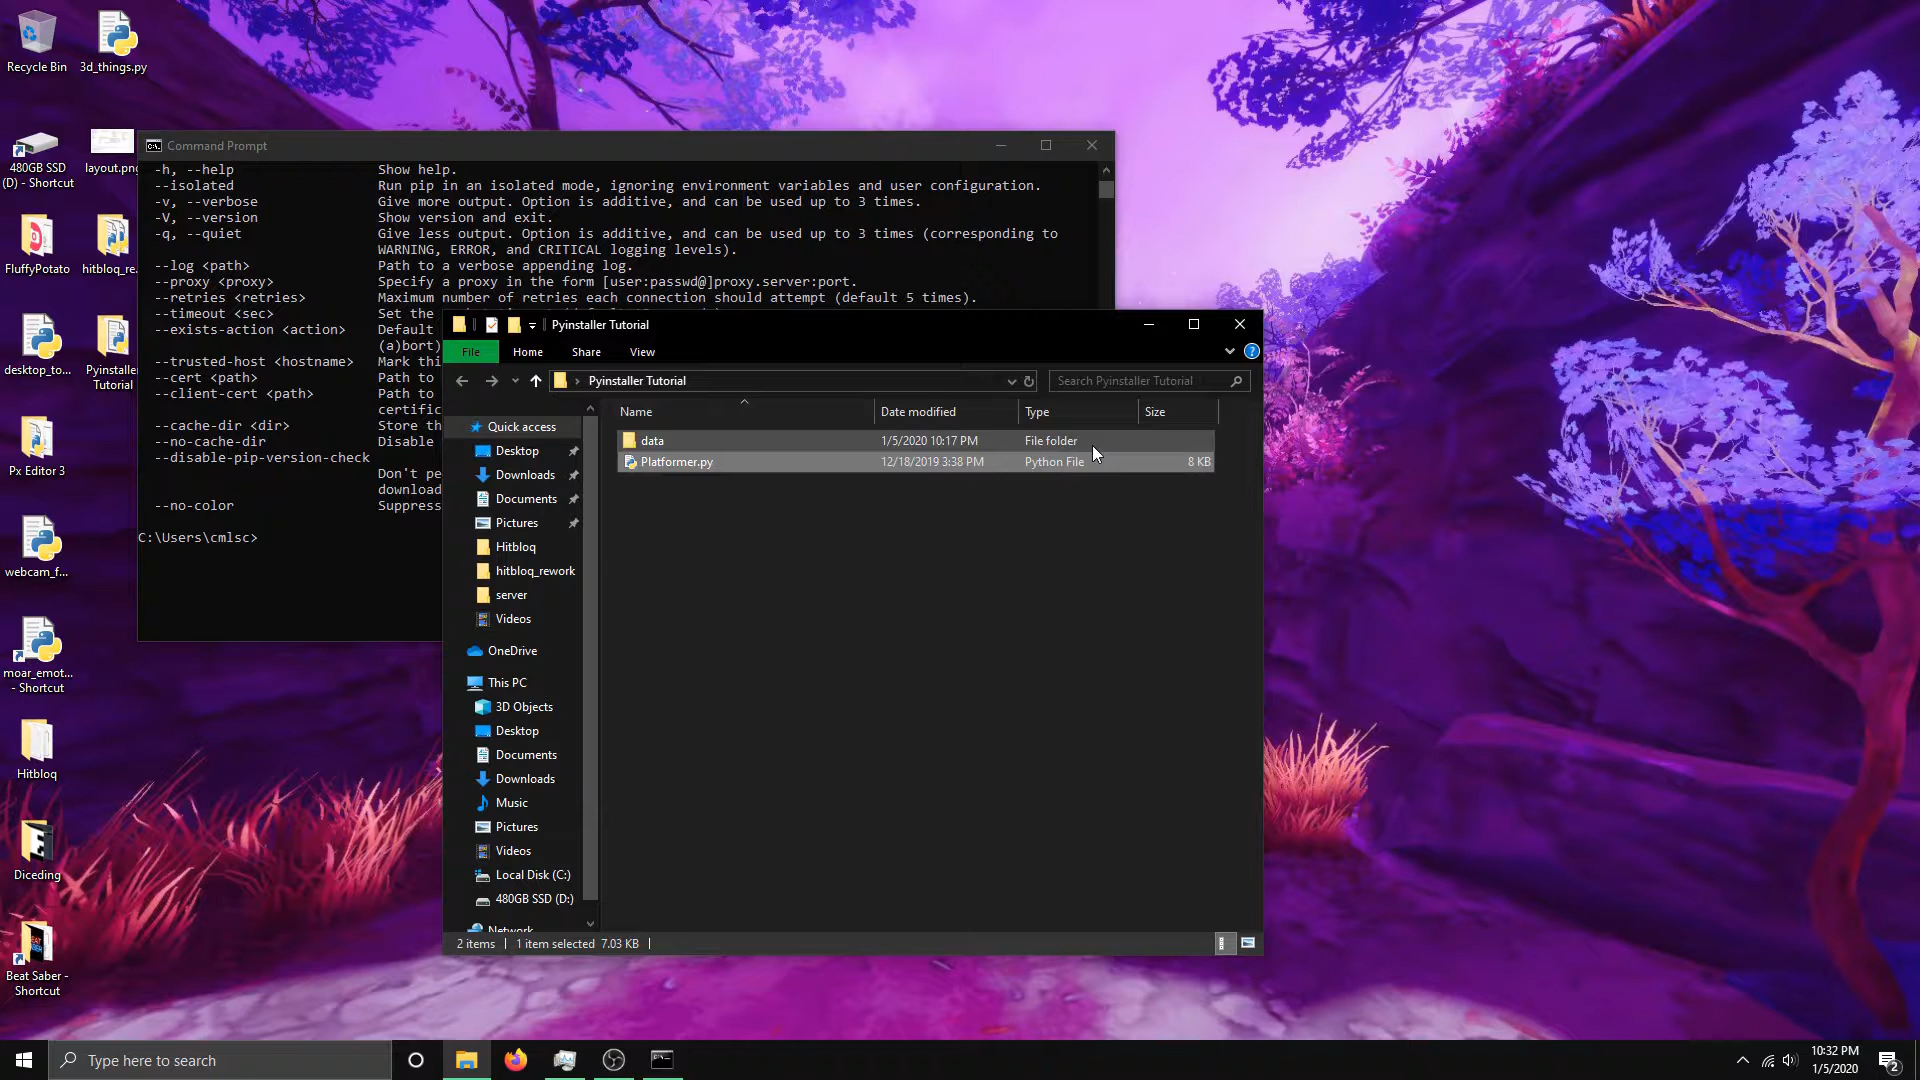 Recycle Bin
3d_things.py
480GB SSD
(D) - Shortcut
layout.png
FluffyPotato
hitbloq_re...
desktop_to...
Pyinstaller
Tutorial
Px Editor 3
webcam_f...
moar_emot...
- Shortcut
Hitbloq
Diceding
Beat Saber -
Shortcut
Command Prompt
-h, --help Show help.
--isolated Run pip in an isolated mode, ignoring environment variables and user configuration.
-v, --verbose Give more output. Option is additive, and can be used up to 3 times.
-V, --version Show version and exit.
-q, --quiet Give less output. Option is additive, and can be used up to 3 times (corresponding to
WARNING, ERROR, and CRITICAL logging levels).
--log <path> Path to a verbose appending log.
--proxy <proxy> Specify a proxy in the form [user:passwd@]proxy.server:port.
--retries <retries> Maximum number of retries each connection should attempt (default 5 times).
--timeout <sec> Set the
--exists-action <action> Default
(a)bort)
--trusted-host <hostname> Mark thi
--cert <path> Path to
--client-cert <path> Path to
certific
--cache-dir <dir> Store th
--no-cache-dir Disable
--disable-pip-version-check
Don't pe
download
--no-color Suppress
C:\Users\cmlsc>
Pyinstaller Tutorial
File Home Share View
Pyinstaller Tutorial
Search Pyinstaller Tutorial
Name Date modified Type Size
data 1/5/2020 10:17 PM File folder
Platformer.py 12/18/2019 3:38 PM Python File 8 KB
Quick access
Desktop
Downloads
Documents
Pictures
Hitbloq
hitbloq_rework
server
Videos
OneDrive
This PC
3D Objects
Desktop
Documents
Downloads
Music
Pictures
Videos
Local Disk (C:)
480GB SSD (D:)
Network
2 items 1 item selected 7.03 KB
Type here to search
10:32 PM
1/5/2020
2